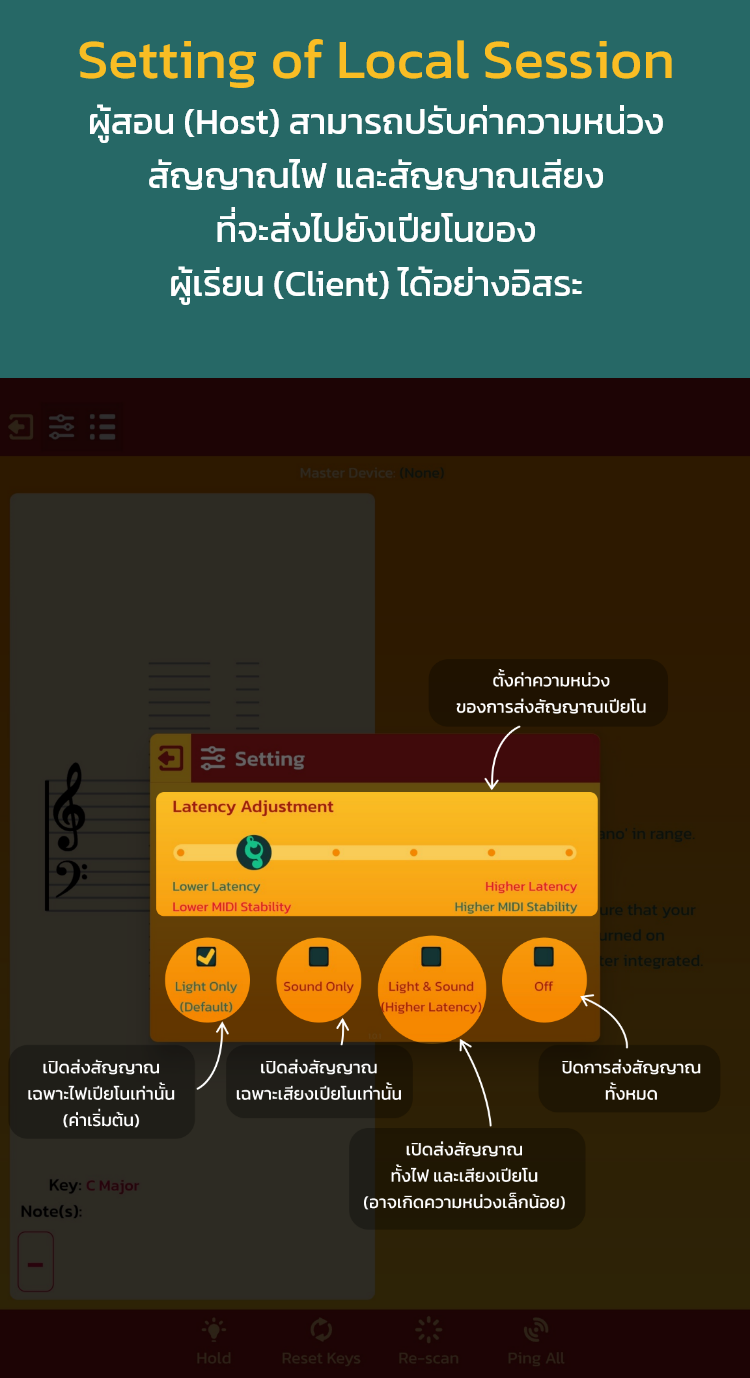 Setting of Local Session
ผู้สอน (Host) สามารถปรับค่าความหน่วง
สัญญาณไฟ และสัญญาณเสียง
ที่จะส่งไปยังเปียโนของ
ผู้เรียน (Client) ได้อย่างอิสระ
Master Device: (None)
ตั้งค่าความหน่วง
ของการส่งสัญญาณเปียโน
Setting
Latency Adjustment
Lower Latency
Lower MIDI Stability
Higher Latency
Higher MIDI Stability
in range.
that your
turned on
integrated.
Light Only
(Default)
Sound Only
Light & Sound
(Higher Latency)
Off
เปิดส่งสัญญาณ
เฉพาะไฟเปียโนเท่านั้น
(ค่าเริ่มต้น)
เปิดส่งสัญญาณ
เฉพาะเสียงเปียโนเท่านั้น
ปิดการส่งสัญญาณ
ทั้งหมด
เปิดส่งสัญญาณ
ทั้งไฟ และเสียงเปียโน
(อาจเกิดความหน่วงเล็กน้อย)
Key: C Major
Note(s):
-
Hold
Reset Keys
Re-scan
Ping All